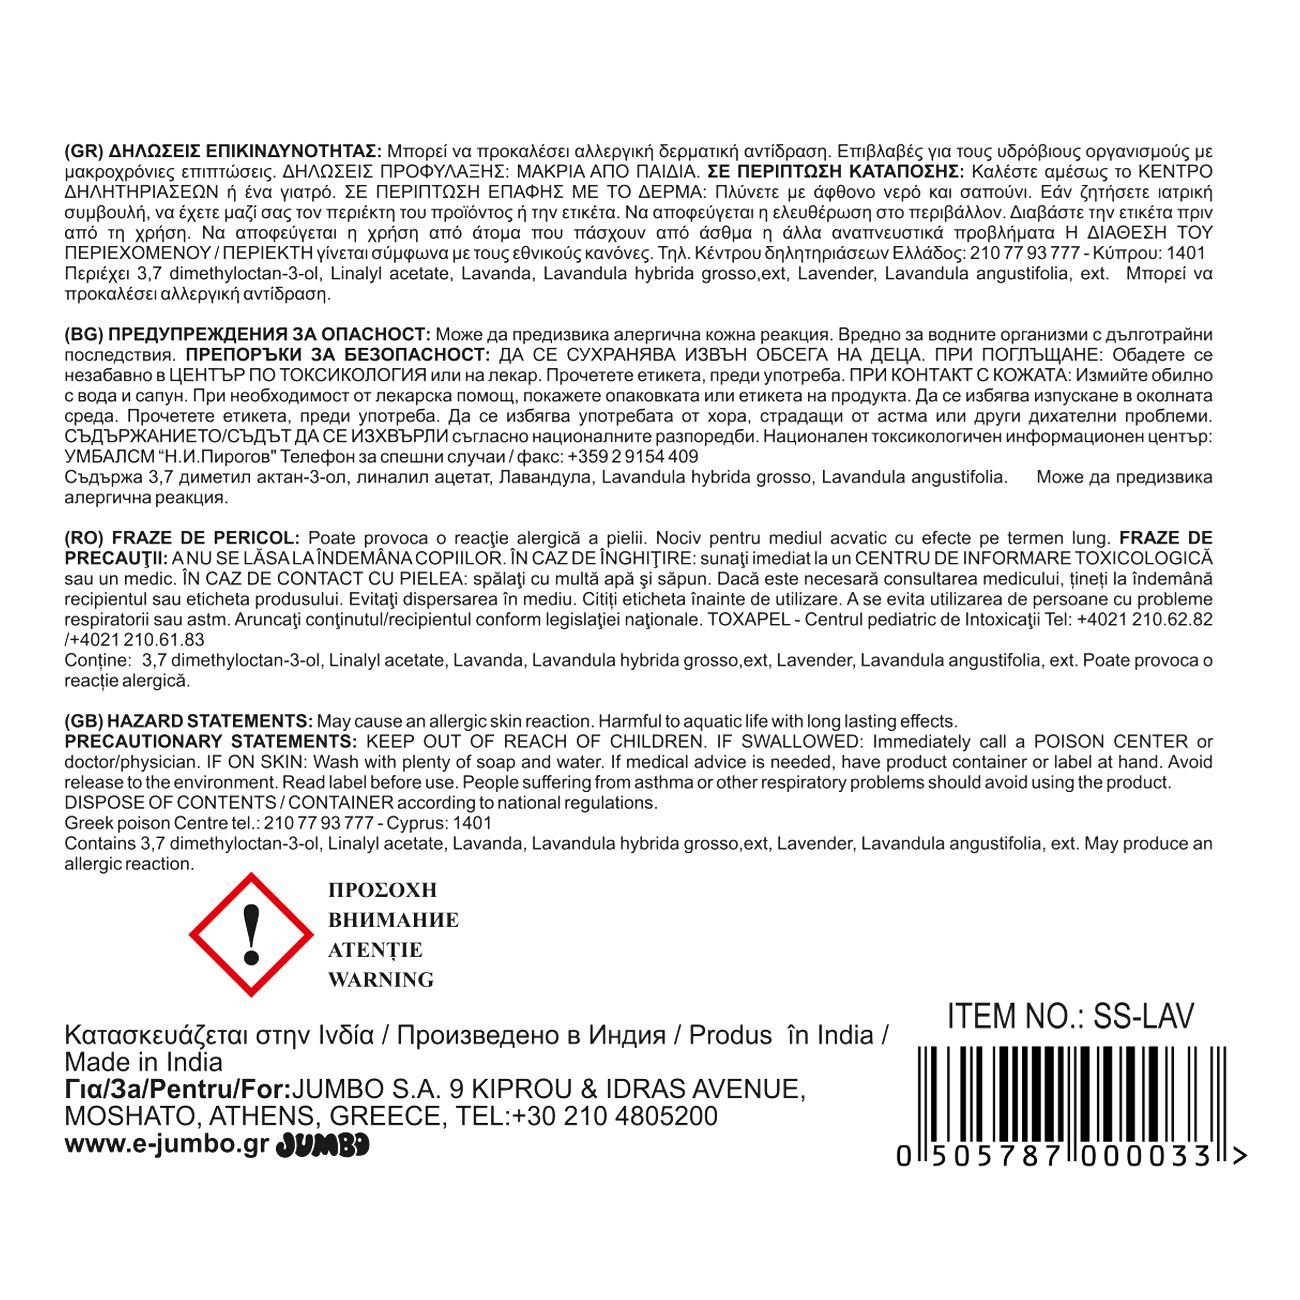 (GR) ΔΗΛΩΣΕΙΣ ΕΠΙΚΙΝΔΥΝΟΤΗΤΑΣ: Μπορεί να προκαλέσει αλλεργική δερματική αντίδραση. Επιβλαβές για τους υδρόβιους οργανισμούς με
μακροχρόνιες επιπτώσεις. ΔΗΛΩΣΕΙΣ ΠΡΟΦΥΛΑΞΗΣ: ΜΑΚΡΙΑ ΑΠΟ ΠΑΙΔΙΑ. ΣΕ ΠΕΡΙΠΤΩΣΗ ΚΑΤΑΠΟΣΗΣ: Καλέστε αμέσως το ΚΕΝΤΡΟ
ΔΗΛΗΤΗΡΙΑΣΕΩΝ ή ένα γιατρό. ΣΕ ΠΕΡΙΠΤΩΣΗ ΕΠΑΦΗΣ ΜΕ ΤΟ ΔΕΡΜΑ: Πλύνετε με άφθονο νερό και σαπούνι. Εάν ζητήσετε ιατρική
συμβουλή, να έχετε μαζί σας τον περιέκτη του προϊόντος ή την ετικέτα. Να αποφεύγεται η ελευθέρωση στο περιβάλλον. Διαβάστε την ετικέτα πριν
από τη χρήση. Να αποφεύγεται η χρήση από άτομα που πάσχουν από άσθμα η άλλα αναπνευστικά προβλήματα Η ΔΙΑΘΕΣΗ ΤΟΥ
ΠΕΡΙΕΧΟΜΕΝΟΥ / ΠΕΡΙΕΚΤΗ γίνεται σύμφωνα με τους εθνικούς κανόνες. Τηλ. Κέντρου δηλητηριάσεων Ελλάδος: 210 77 93 777 - Κύπρου: 1401
Περιέχει 3,7 dimethyloctan-3-ol, Linalyl acetate, Lavanda, Lavandula hybrida grosso,ext, Lavender, Lavandula angustifolia, ext. Μπορεί να
προκαλέσει αλλεργική αντίδραση.
(BG) ПРЕДУПРЕЖДЕНИЯ ЗА ОПАСНОСТ: Може да предизвика алергична кожна реакция. Вредно за водните организми с дълготрайни
последствия. ПРЕПОРЪКИ ЗА БЕЗОПАСНОСТ: ДА СЕ СУХРАНЯВА ИЗВЪН ОБСЕГА НА ДЕЦА. ПРИ ПОГЛЪЩАНЕ: Обадете се
незабавно в ЦЕНТЪР ПО ТОКСИКОЛОГИЯ или на лекар. Прочетете етикета, преди употреба. ПРИ КОНТАКТ С КОЖАТА: Измийте обилно
с вода и сапун. При необходимост от лекарска помощ, покажете опаковката или етикета на продукта. Да се избягва изпускане в околната
среда. Прочетете етикета, преди употреба. Да се избягва употребата от хора, страдащи от астма или други дихателни проблеми.
СЪДЪРЖАНИЕТО/СЪДЪТ ДА СЕ ИЗХВЪРЛИ съгласно националните разпоредби. Национален токсикологичен информационен център:
УМБАЛСМ “Н.И.Пирогов" Телефон за спешни случаи / факс: +359 2 9154 409
Съдържа 3,7 диметил актан-3-ол, линалил ацетат, Лавандула, Lavandula hybrida grosso, Lavandula angustifolia. Може да предизвика
алергична реакция.
(RO) FRAZE DE PERICOL: Poate provoca o reacţie alergică a pielii. Nociv pentru mediul acvatic cu efecte pe termen lung. FRAZE DE
PRECAUŢII: A NU SE LĂSA LA ÎNDEMÂNA COPIILOR. ÎN CAZ DE ÎNGHIŢIRE: sunaţi imediat la un CENTRU DE INFORMARE TOXICOLOGICĂ
sau un medic. ÎN CAZ DE CONTACT CU PIELEA: spălaţi cu multă apă şi săpun. Dacă este necesară consultarea medicului, ţineţi la îndemână
recipientul sau eticheta produsului. Evitaţi dispersarea în mediu. Citiţi eticheta înainte de utilizare. A se evita utilizarea de persoane cu probleme
respiratorii sau astm. Aruncaţi conţinutul/recipientul conform legislaţiei naţionale. TOXAPEL - Centrul pediatric de Intoxicaţii Tel: +4021 210.62.82
/+4021 210.61.83
Conține: 3,7 dimethyloctan-3-ol, Linalyl acetate, Lavanda, Lavandula hybrida grosso,ext, Lavender, Lavandula angustifolia, ext. Poate provoca o
reacție alergică.
(GB) HAZARD STATEMENTS: May cause an allergic skin reaction. Harmful to aquatic life with long lasting effects.
PRECAUTIONARY STATEMENTS: KEEP OUT OF REACH OF CHILDREN. IF SWALLOWED: Immediately call a POISON CENTER or
doctor/physician. IF ON SKIN: Wash with plenty of soap and water. If medical advice is needed, have product container or label at hand. Avoid
release to the environment. Read label before use. People suffering from asthma or other respiratory problems should avoid using the product.
DISPOSE OF CONTENTS / CONTAINER according to national regulations.
Greek poison Centre tel.: 210 77 93 777 - Cyprus: 1401
Contains 3,7 dimethyloctan-3-ol, Linalyl acetate, Lavanda, Lavandula hybrida grosso,ext, Lavender, Lavandula angustifolia, ext. May produce an
allergic reaction.
ΠΡΟΣΟΧΗ
ВНИМАНИЕ
ATENȚIE
WARNING
Κατασκευάζεται στην Ινδία / Произведено в Индия / Produs în India /
Made in India
Για/За/Pentru/For:JUMBO S.A. 9 KIPROU & IDRAS AVENUE,
MOSHATO, ATHENS, GREECE, TEL:+30 210 4805200
www.e-jumbo.gr JUMBO
ITEM NO.: SS-LAV
0 505787 000033 >